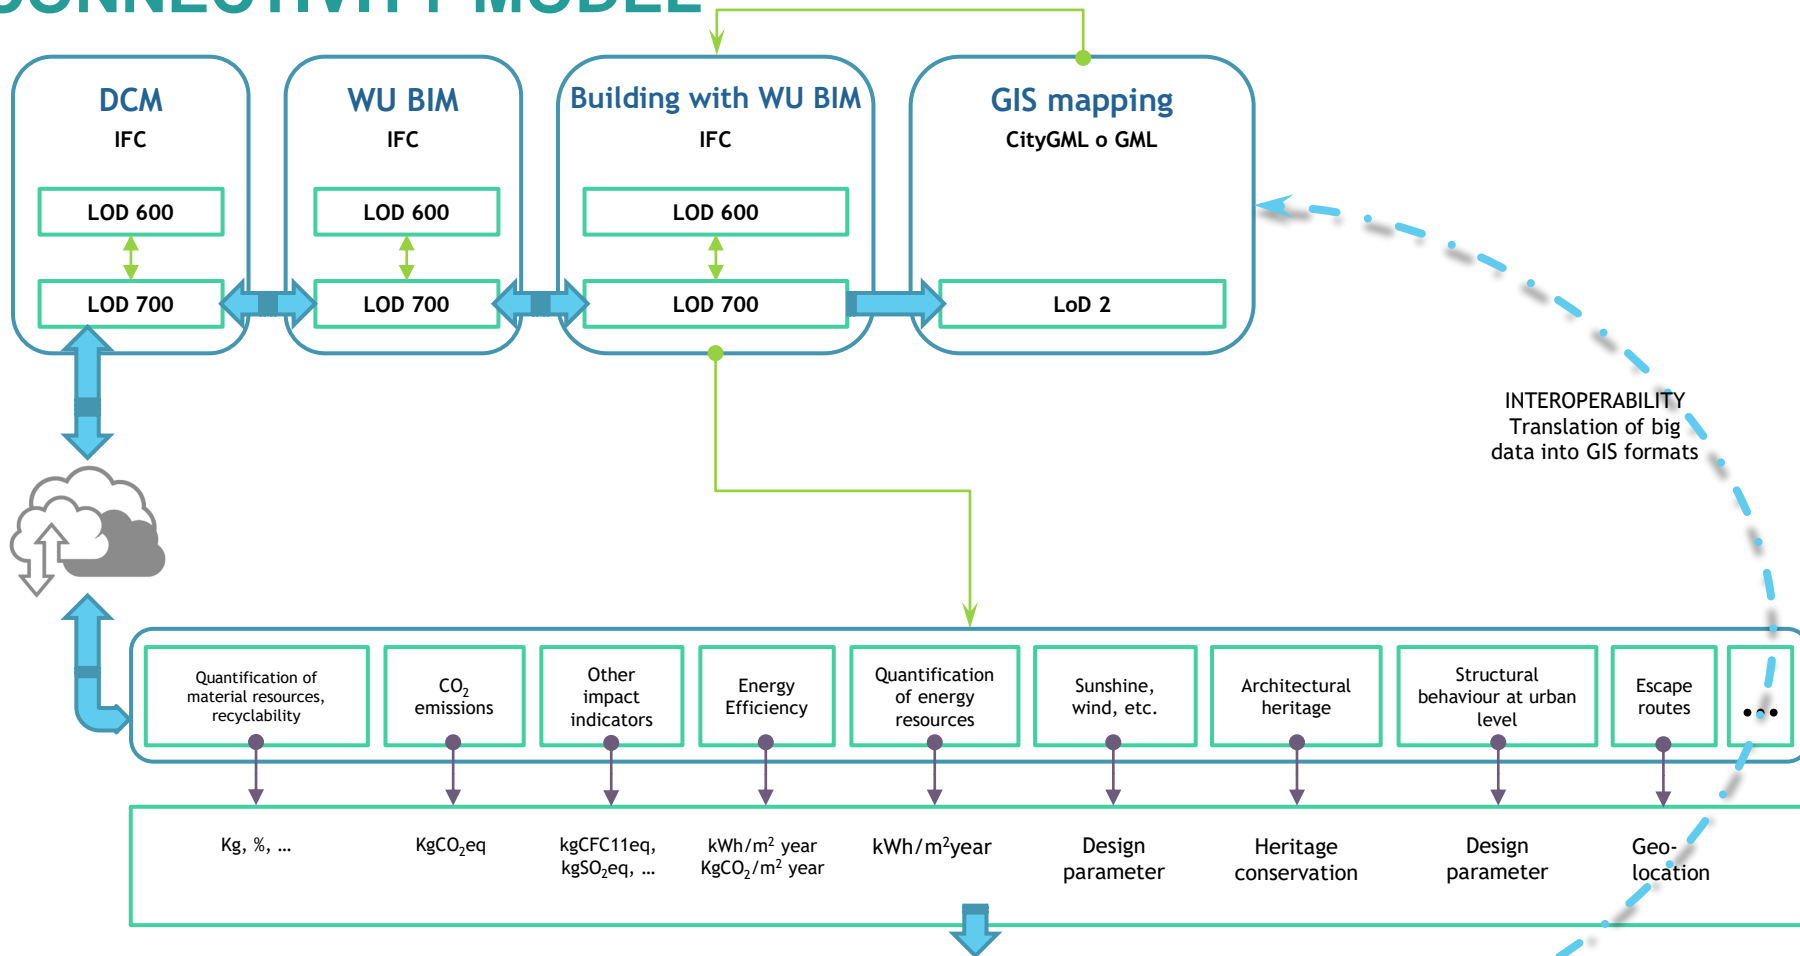 CONNECTIVITY MODEL
DCM
IFC
LOD 600
LOD 700
WU BIM
IFC
LOD 600
LOD 700
Building with WU BIM
IFC
LOD 600
LOD 700
GIS mapping
CityGML o GML
LoD 2
INTEROPERABILITY
Translation of big
data into GIS formats
Quantification of
material resources,
recyclability
CO₂
emissions
Other
impact
indicators
Energy
Efficiency
Quantification
of energy
resources
Sunshine,
wind, etc.
Architectural
heritage
Structural
behaviour at urban
level
Escape
routes
...
Kg, %, …
KgCO₂eq
kgCFC11eq,
kgSO₂eq, …
kWh/m² year
KgCO₂/m² year
kWh/m²year
Design
parameter
Heritage
conservation
Design
parameter
Geo-
location